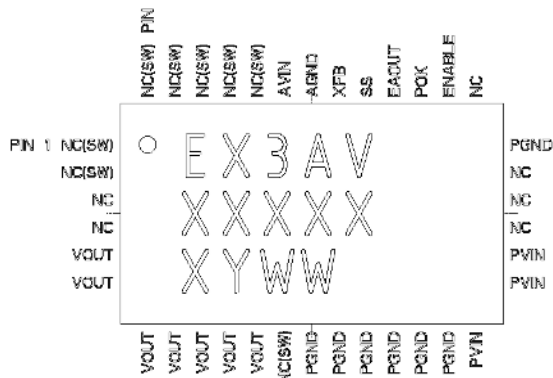 NC(SW) PIN
NC(SW)
NC(SW)
NC(SW)
NC(SW)
AVIN
AGND
XFB
SS
EAOUT
POK
ENABLE
NC
PIN 1 NC(SW)
NC(SW)
NC
NC
VOUT
VOUT
EX3AV
XXXXX
XYWW
PGND
NC
NC
NC
PVIN
PVIN
VOUT
VOUT
VOUT
VOUT
VOUT
NC(SW)
PGND
PGND
PGND
PGND
PGND
PGND
PVIN